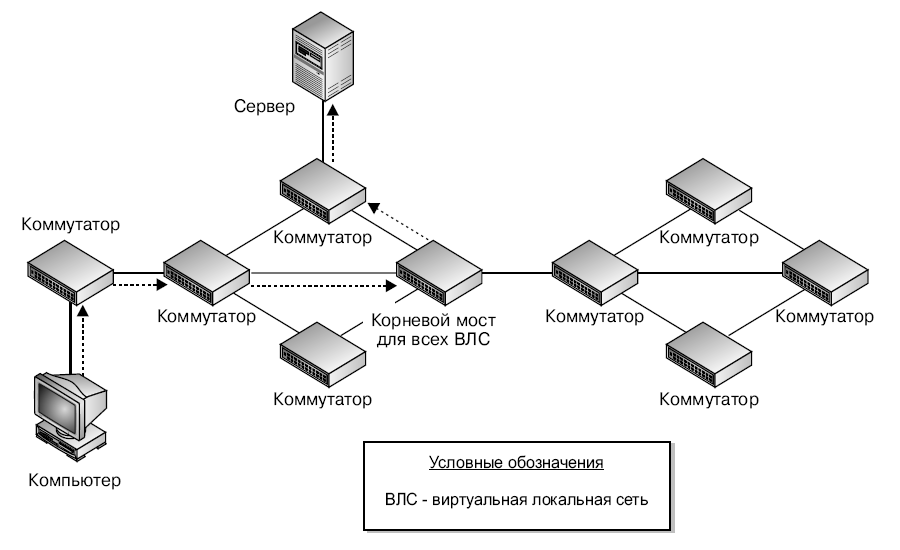 Сервер
Коммутатор
Коммутатор
Коммутатор
Коммутатор
Корневой мост
для всех ВЛС
Коммутатор
Коммутатор
Коммутатор
Коммутатор
Коммутатор
Компьютер
Условные обозначения
ВЛС - виртуальная локальная сеть